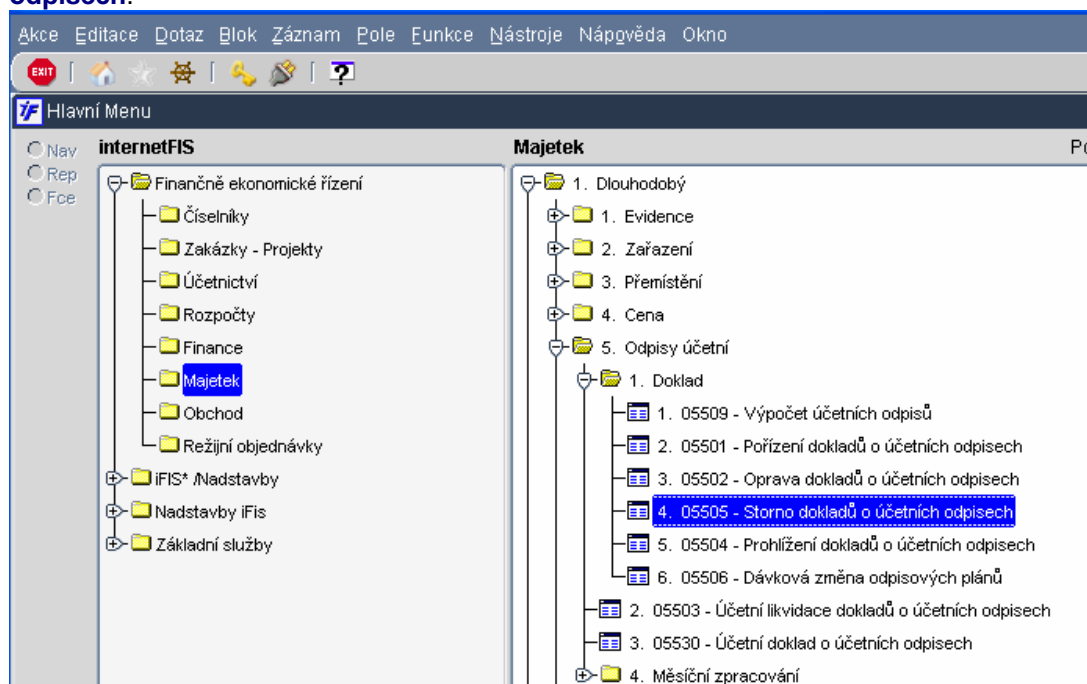 odpisech.
Akce Editace Dotaz Blok Záznam Pole Funkce Nástroje Nápověda Okno
EXIT
Hlavní Menu
Nav
Rep
Fce
internetFIS
Finančně ekonomické řízení
Číselníky
Zakázky - Projekty
Účetnictví
Rozpočty
Finance
Majetek
Obchod
Režijní objednávky
iFIS* /Nadstavby
Nadstavby iFis
Základní služby
Majetek
1. Dlouhodobý
1. Evidence
2. Zařazení
3. Přemístění
4. Cena
5. Odpisy účetní
1. Doklad
1. 05509 - Výpočet účetních odpisů
2. 05501 - Pořízení dokladů o účetních odpisech
3. 05502 - Oprava dokladů o účetních odpisech
4. 05505 - Storno dokladů o účetních odpisech
5. 05504 - Prohlížení dokladů o účetních odpisech
6. 05506 - Dávková změna odpisových plánů
2. 05503 - Účetní likvidace dokladů o účetních odpisech
3. 05530 - Účetní doklad o účetních odpisech
4. Měsíční zpracování